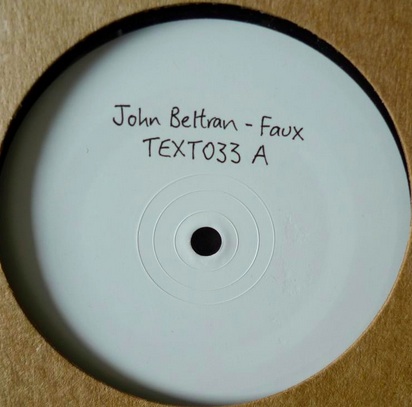 John Beltran - Faux
TEXT033 A